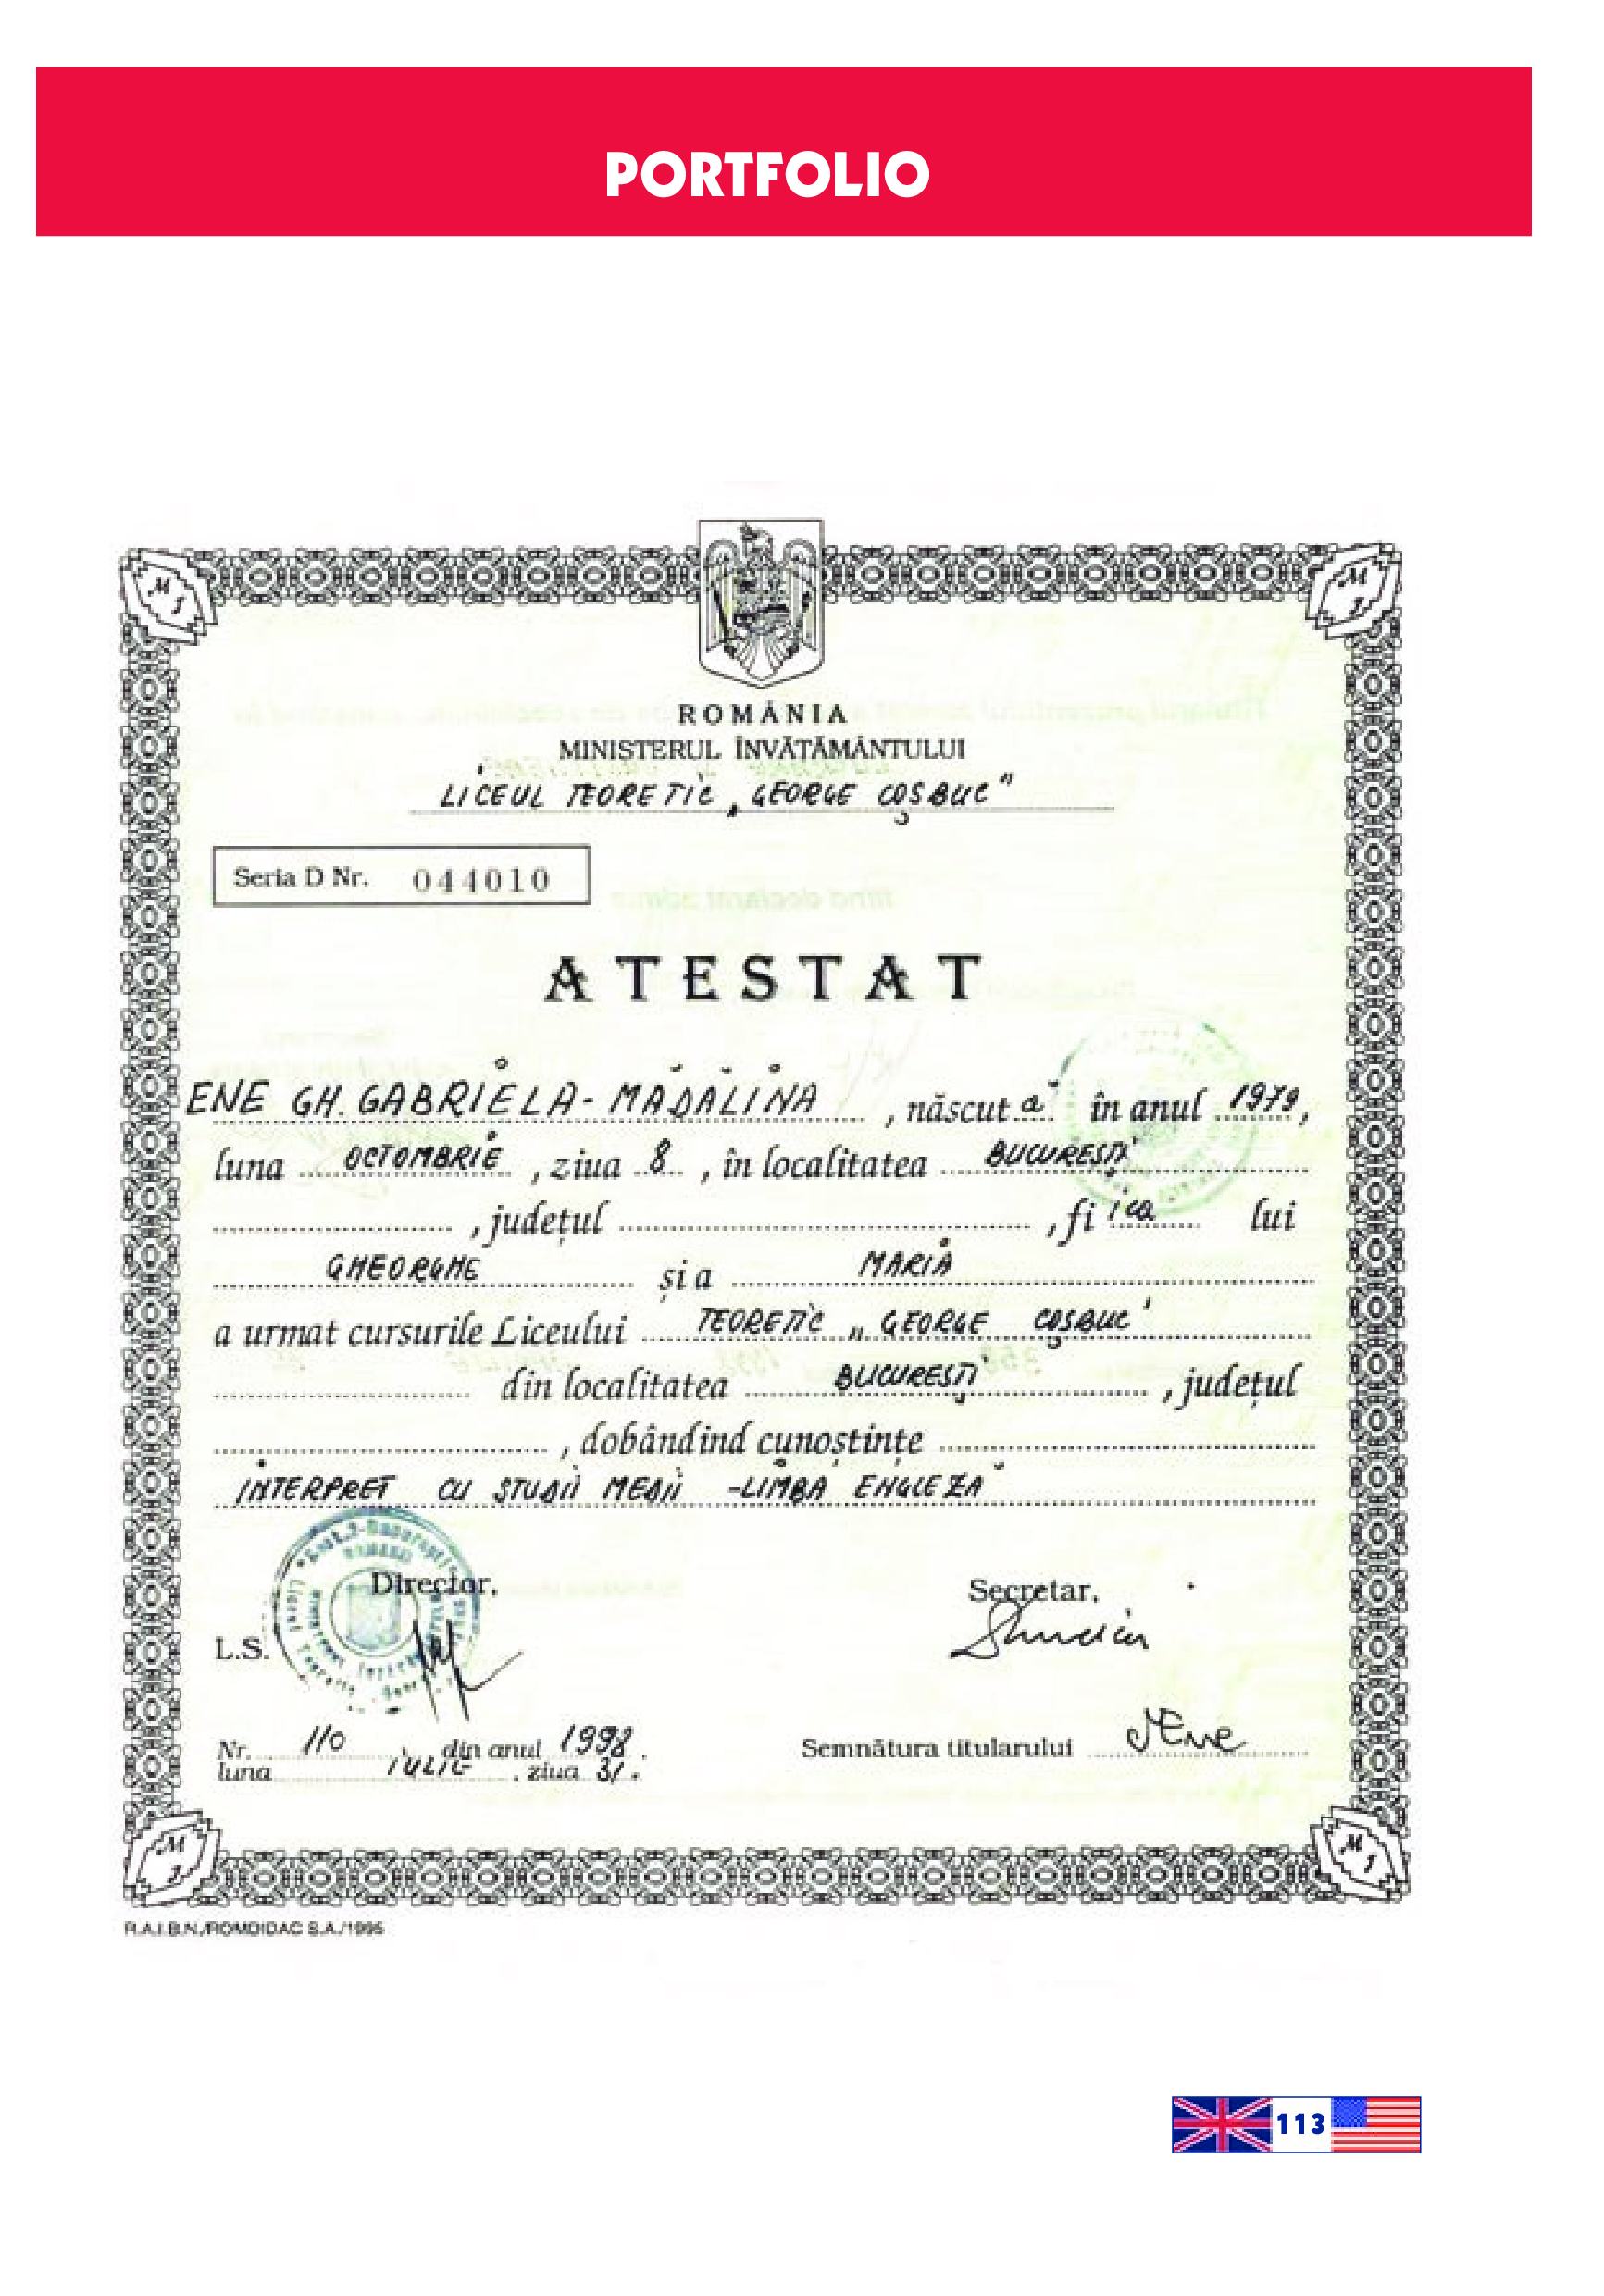 PORTFOLIO
ROMÂNIA
MINISTERUL ÎNVĂȚĂMÂNTULUI
LICEUL TEORETIC „GEORGE COȘBUC"
Seria D Nr. 044010
ATESTAT
ENE GH. GABRIELA-MĂDĂLINA, născută în anul 1979,
luna OCTOMBRIE, ziua 8, în localitatea BUCUREȘTI
, județul , fiica lui
GHEORGHE și a MARIA
a urmat cursurile Liceului TEORETIC „GEORGE COȘBUC"
din localitatea BUCUREȘTI, județul
, dobândind cunoștințe
INTERPRET CU STUDII MEDII - LIMBA ENGLEZĂ
Director,
Secretar,
L.S.
Nr. 110 din anul 1998.
luna IULIE. ziua 31.
Semnătura titularului Ene
R.A.I.B.N./ROMDIDAC S.A./1995
113